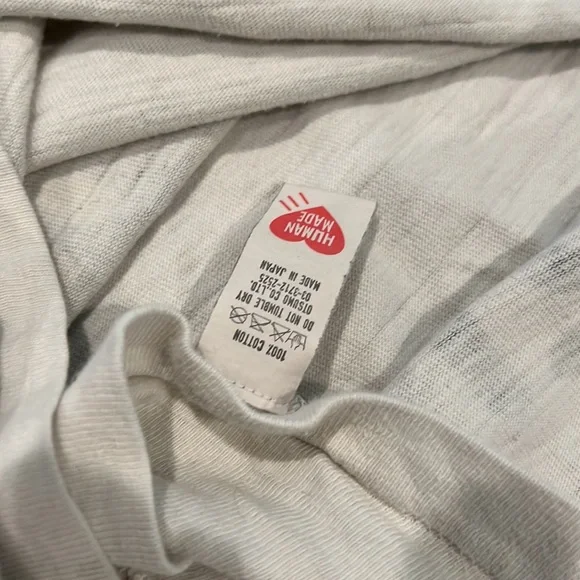 100% COTTON
DO NOT TUMBLE DRY
OTSUMO CO.LTD.
03-3712-2525
MADE IN JAPAN
HUMAN
MADE